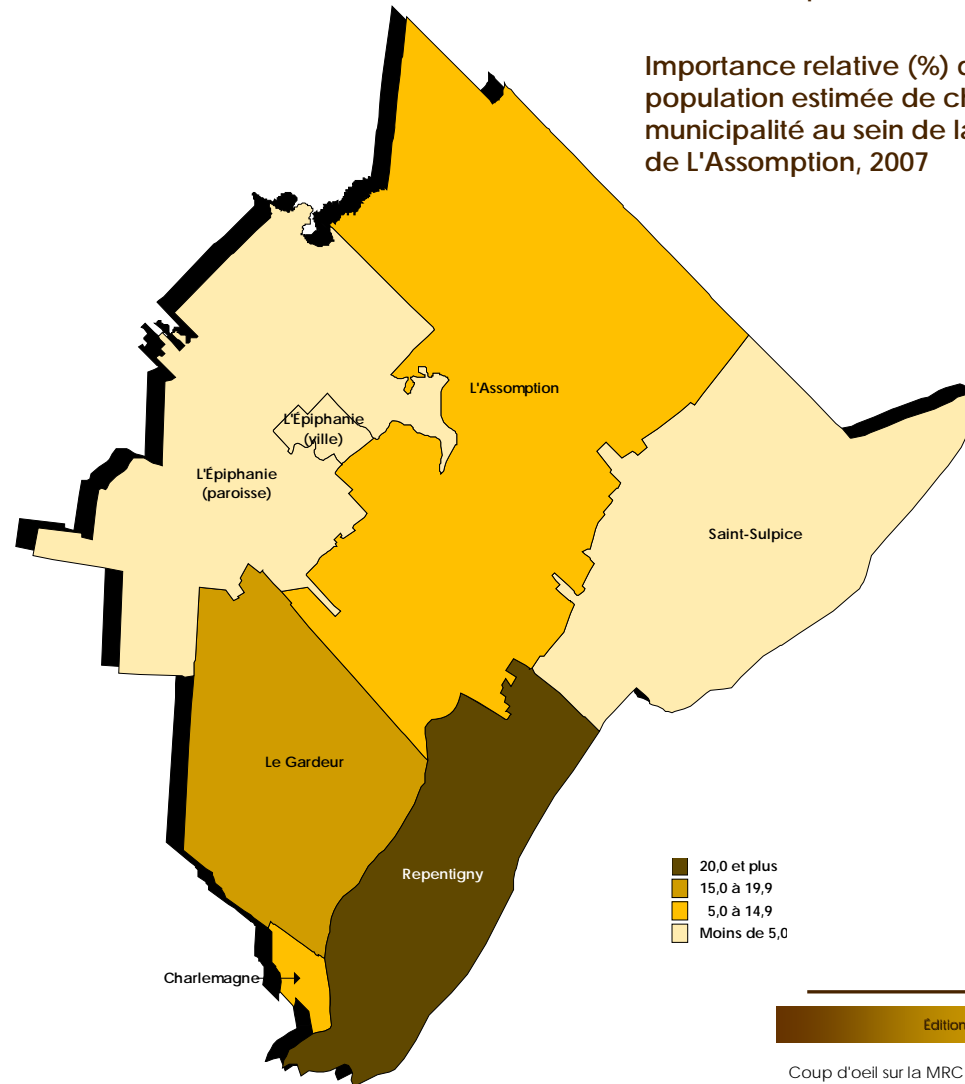 Importance relative (%) d
population estimée de c
municipalité au sein de la
de L'Assomption, 2007
L'Assomption
L'Épiphanie
(ville)
L'Épiphanie
(paroisse)
Saint-Sulpice
Le Gardeur
Repentigny
Charlemagne
20,0 et plus
15,0 à 19,9
5,0 à 14,9
Moins de 5,0
Édition
Coup d'oeil sur la MRC